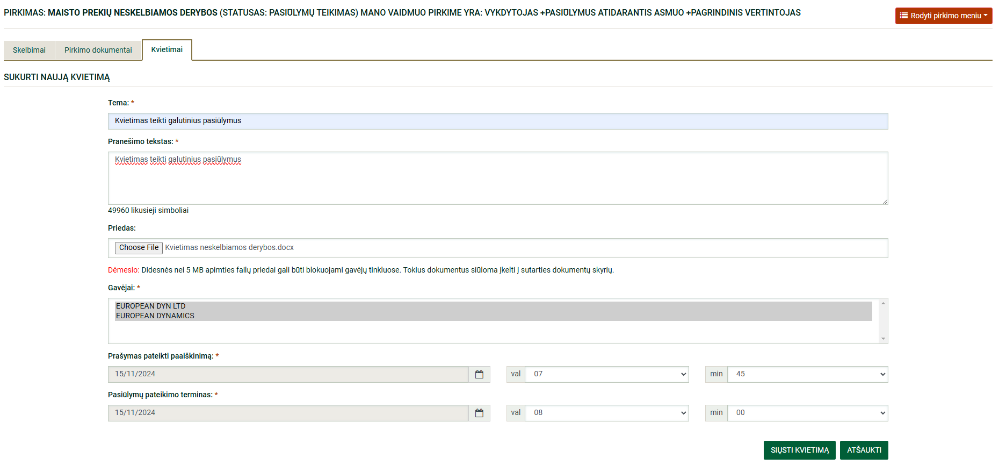 PIRKIMAS: MAISTO PREKIŲ NESKELBIAMOS DERYBOS (STATUSAS: PASIŪLYMŲ TEIKIMAS) MANO VAIDMUO PIRKIME YRA: VYKDYTOJAS +PASIŪLYMUS ATIDARANTIS ASMUO +PAGRINDINIS VERTINTOJAS
Rodyti pirkimo meniu
Skelbimai Pirkimo dokumentai Kvietimai
SUKURTI NAUJĄ KVIETIMĄ
Tema: *
Kvietimas teikti galutinius pasiūlymus
Pranešimo tekstas: *
Kvietimas teikti galutinius pasiūlymus
49960 likusieji simboliai
Priedas:
Choose File Kvietimas neskelbiamos derybos.docx
Dėmesio: Didesnės nei 5 MB apimties failų priedai gali būti blokuojami gavėjų tinkluose. Tokius dokumentus siūloma įkelti į sutarties dokumentų skyrių.
Gavėjai: *
EUROPEAN DYN LTD
EUROPEAN DYNAMICS
Prašymas pateikti paaiškinimą: *
15/11/2024 val 07 min 45
Pasiūlymų pateikimo terminas: *
15/11/2024 val 08 min 00
SIŲSTI KVIETIMĄ ATŠAUKTI